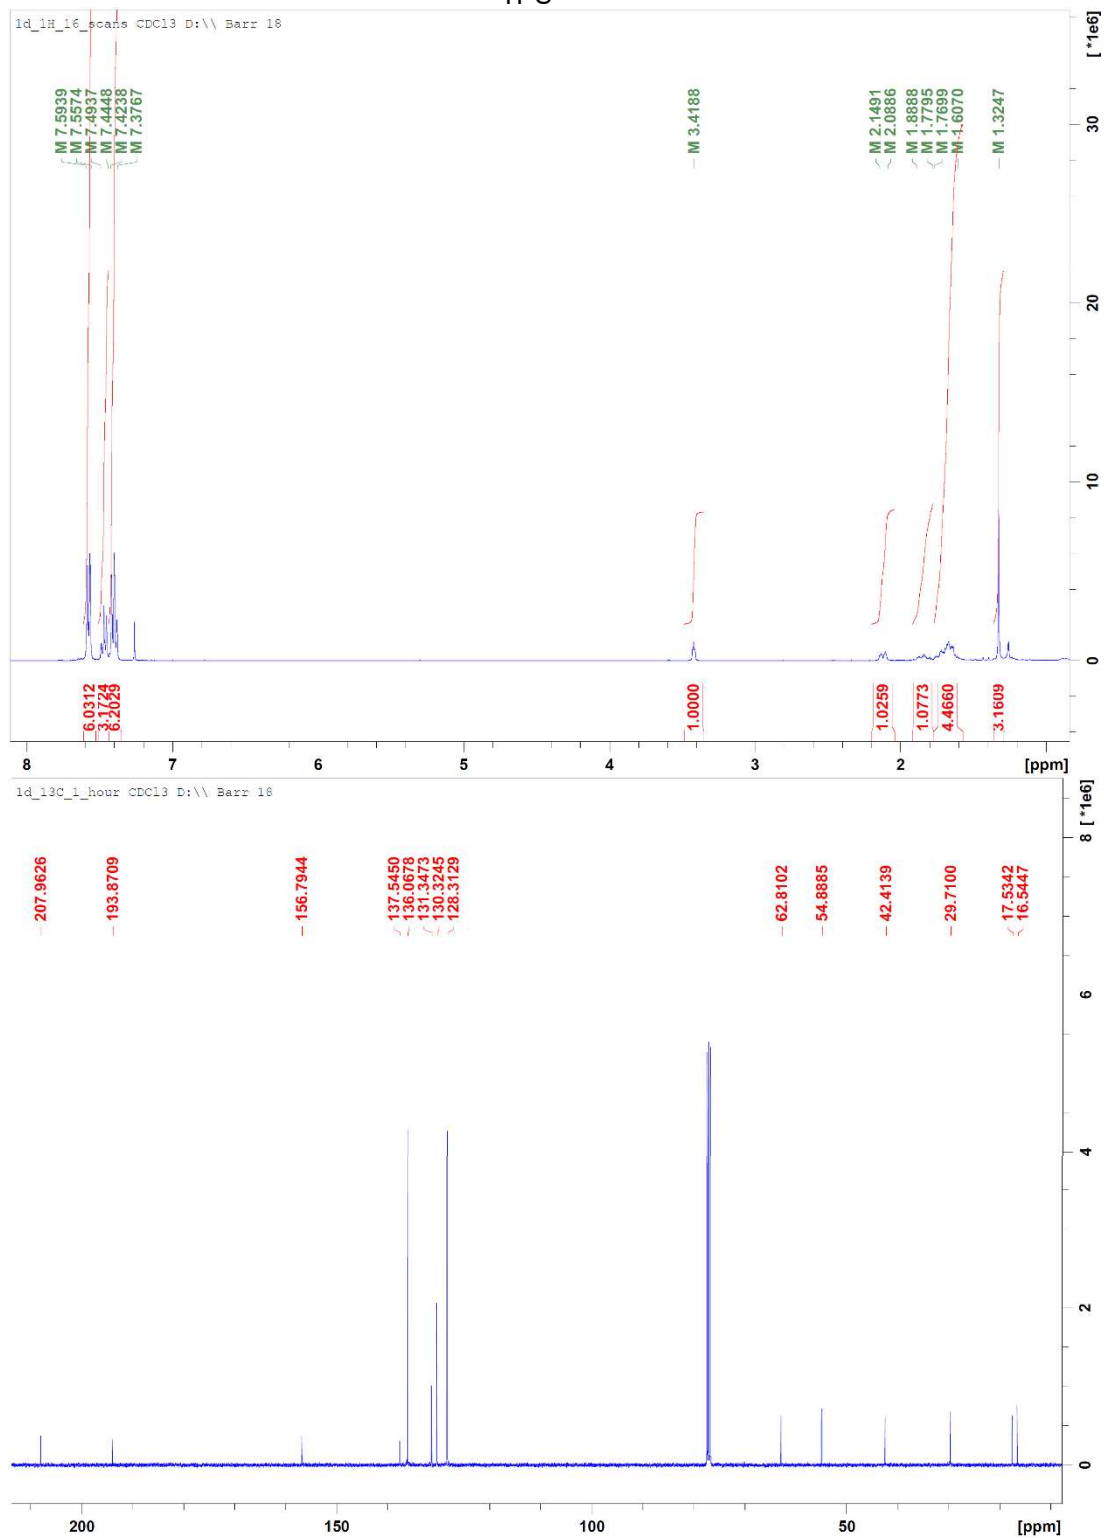 1d_1H_16_scans CDCl3 D:\\ Barr 18
[ *1e6]
M 7.5939
M 7.5574
M 7.4937
M 7.4448
M 7.4238
M 7.3767
M 3.4188
M 2.1491
M 2.0886
M 1.8888
M 1.7795
M 1.7699
M 1.6070
M 1.3247
30
20
10
0
6.0312
3.1724
6.2029
1.0000
1.0259
1.0773
4.4660
3.1609
8 7 6 5 4 3 2 [ppm]
1d_13C_1_hour CDCl3 D:\\ Barr 18
[ *1e6]
207.9626
193.8709
156.7944
137.5450
136.0678
131.3473
130.3245
128.3129
62.8102
54.8885
42.4139
29.7100
17.5342
16.5447
8
6
4
2
0
200 150 100 50 [ppm]